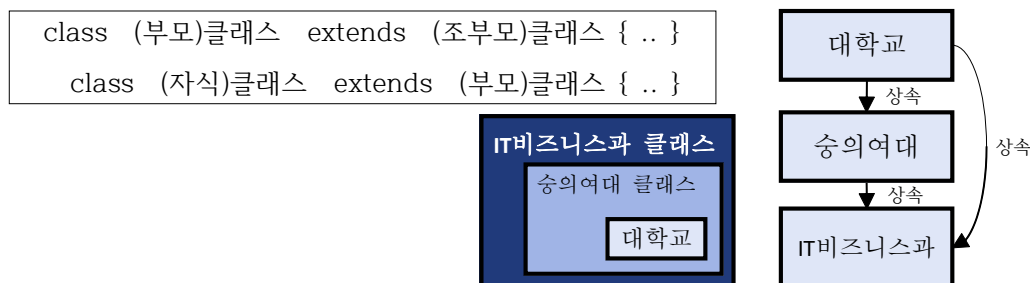 class (부모)클래스 extends (조부모)클래스 { .. }
class (자식)클래스 extends (부모)클래스 { .. }
IT비즈니스과 클래스
숭의여대 클래스
대학교
대학교
상속
숭의여대
상속
상속
IT비즈니스과